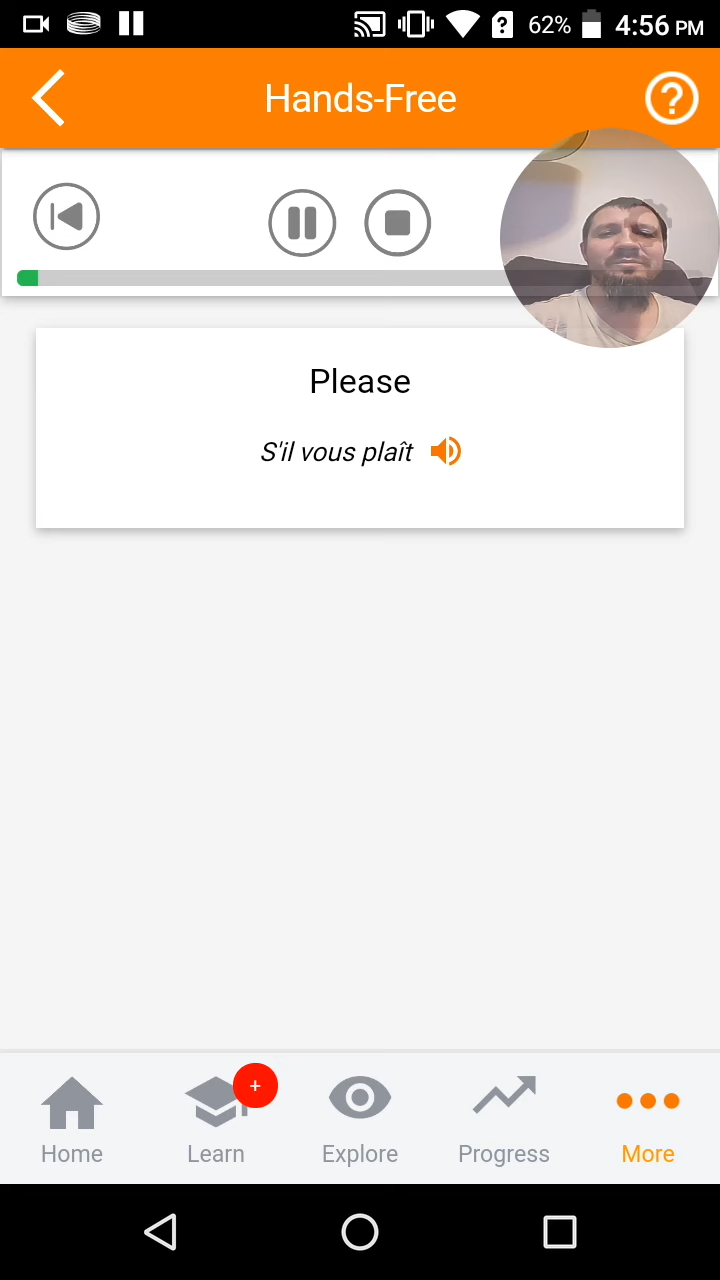 62% 4:56 PM
Hands-Free
Please
S'il vous plaît
+
Home Learn Explore Progress More